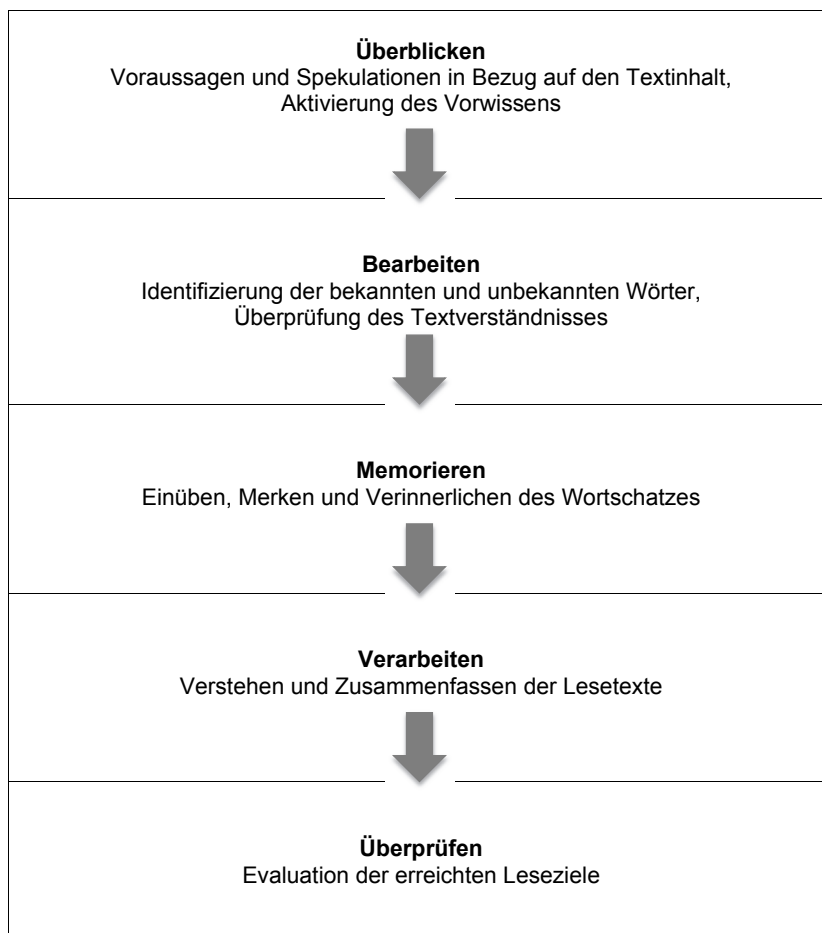 Überblicken
Voraussagen und Spekulationen in Bezug auf den Textinhalt,
Aktivierung des Vorwissens
Bearbeiten
Identifizierung der bekannten und unbekannten Wörter,
Überprüfung des Textverständnisses
Memorieren
Einüben, Merken und Verinnerlichen des Wortschatzes
Verarbeiten
Verstehen und Zusammenfassen der Lesetexte
Überprüfen
Evaluation der erreichten Leseziele